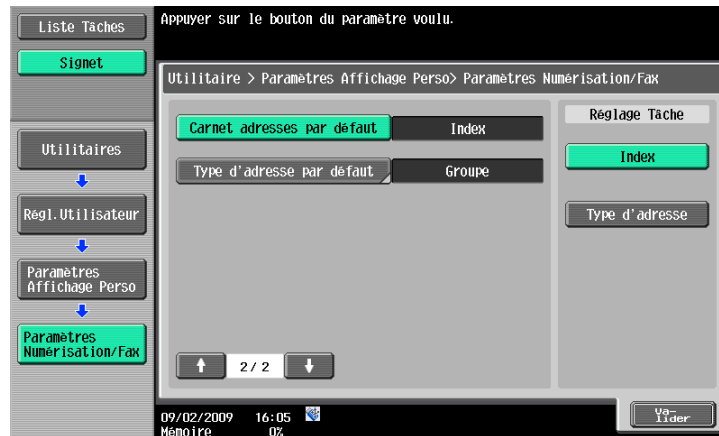 Liste Tâches
Signet
Appuyer sur le bouton du paramètre voulu.
Utilitaire > Paramètres Affichage Perso> Paramètres Numérisation/Fax
Utilitaires
Régl.Utilisateur
Paramètres
Affichage Perso
Paramètres
Numérisation/Fax
Carnet adresses par défaut
Index
Type d'adresse par défaut
Groupe
2/ 2
Réglage Tâche
Index
Type d'adresse
09/02/2009 16:05
Mémoire 0%
Va-
lider